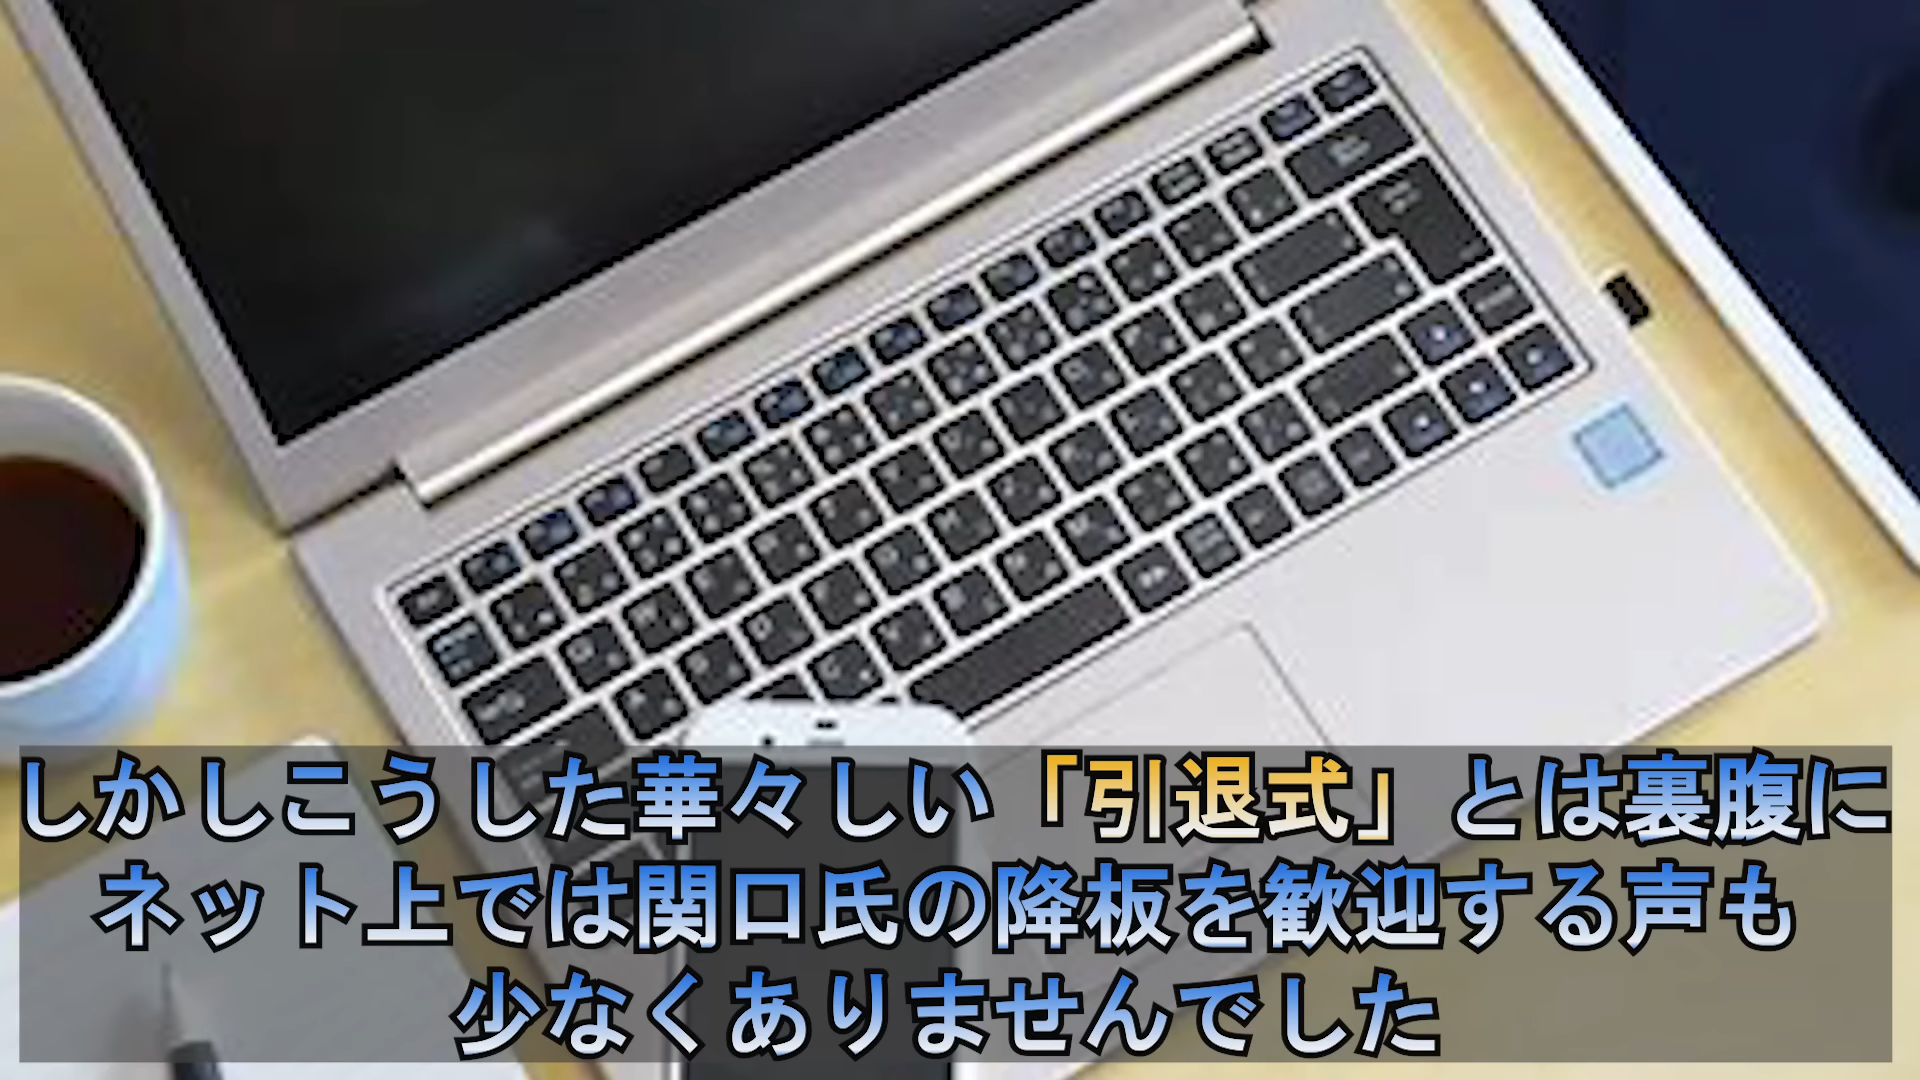 しかしこうした華々しい「引退式」とは裏腹に
ネット上では関口氏の降板を歓迎する声も
少なくありませんでした